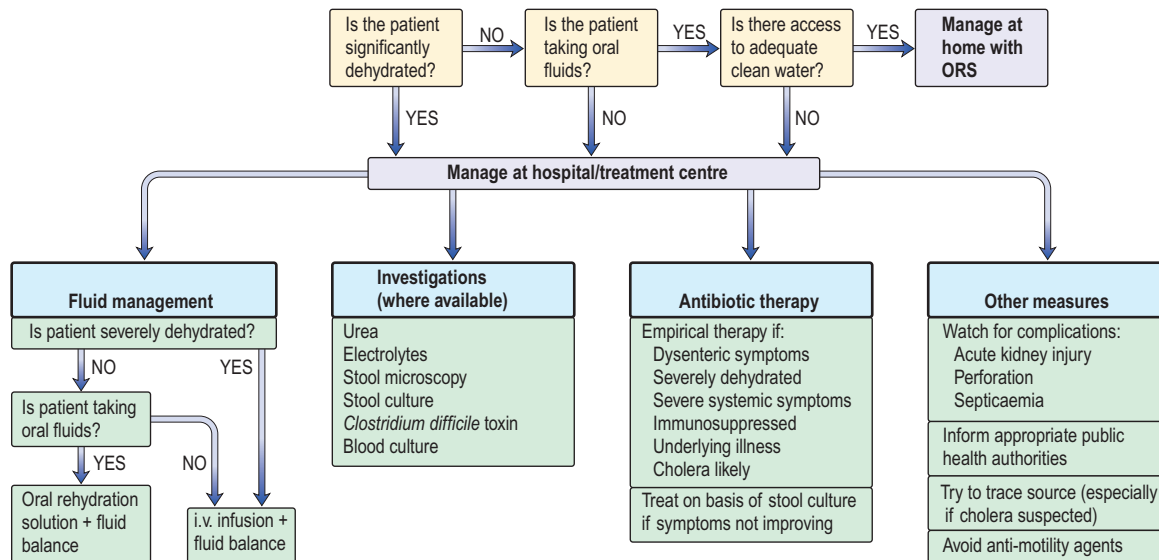 Is the patient
significantly
dehydrated?
NO
Is the patient
taking oral
fluids?
YES
Is there access
to adequate
clean water?
YES
Manage at
home with
ORS
YES
NO
NO
Manage at hospital/treatment centre
Fluid management
Is patient severely dehydrated?
NO
YES
Is patient taking
oral fluids?
YES
NO
Oral rehydration
solution + fluid
balance
i.v. infusion +
fluid balance
Investigations
(where available)
Urea
Electrolytes
Stool microscopy
Stool culture
Clostridium difficile toxin
Blood culture
Antibiotic therapy
Empirical therapy if:
Dysenteric symptoms
Severely dehydrated
Severe systemic symptoms
Immunosuppressed
Underlying illness
Cholera likely
Treat on basis of stool culture
if symptoms not improving
Other measures
Watch for complications:
Acute kidney injury
Perforation
Septicaemia
Inform appropriate public
health authorities
Try to trace source (especially
if cholera suspected)
Avoid anti-motility agents